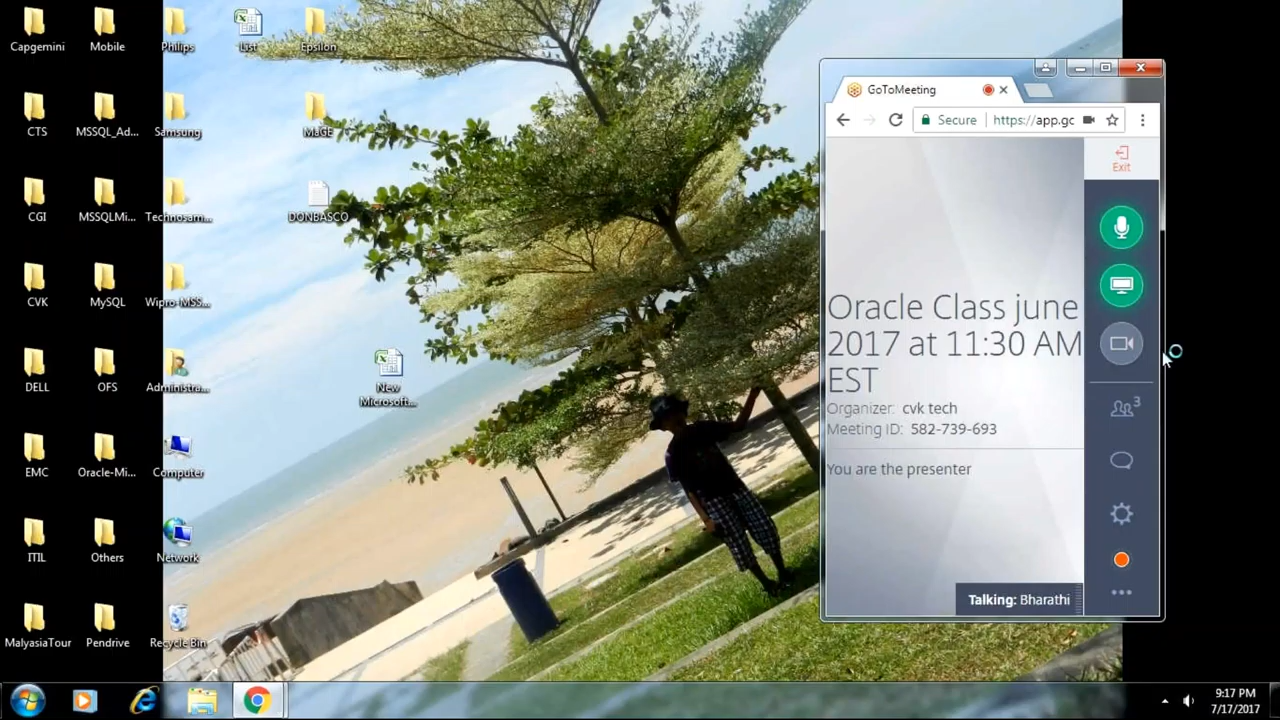 Capgemini
Mobile
Philips
List
Epsilon
CTS
MSSQL_Ad...
Samsung
MaGE
CGI
MSSQLMi...
Technosam...
DONBASCO
CVK
MySQL
Wipro-MSS...
DELL
OFS
Administra...
New
Microsoft...
EMC
Oracle-Mi...
Computer
ITIL
Others
Network
MalyasiaTour
Pendrive
Recycle Bin
GoToMeeting
Secure
https://app.gc
Exit
Oracle Class june
2017 at 11:30 AM
EST
Organizer: cvk tech
Meeting ID: 582-739-693
You are the presenter
3
Talking: Bharathi
9:17 PM
7/17/2017